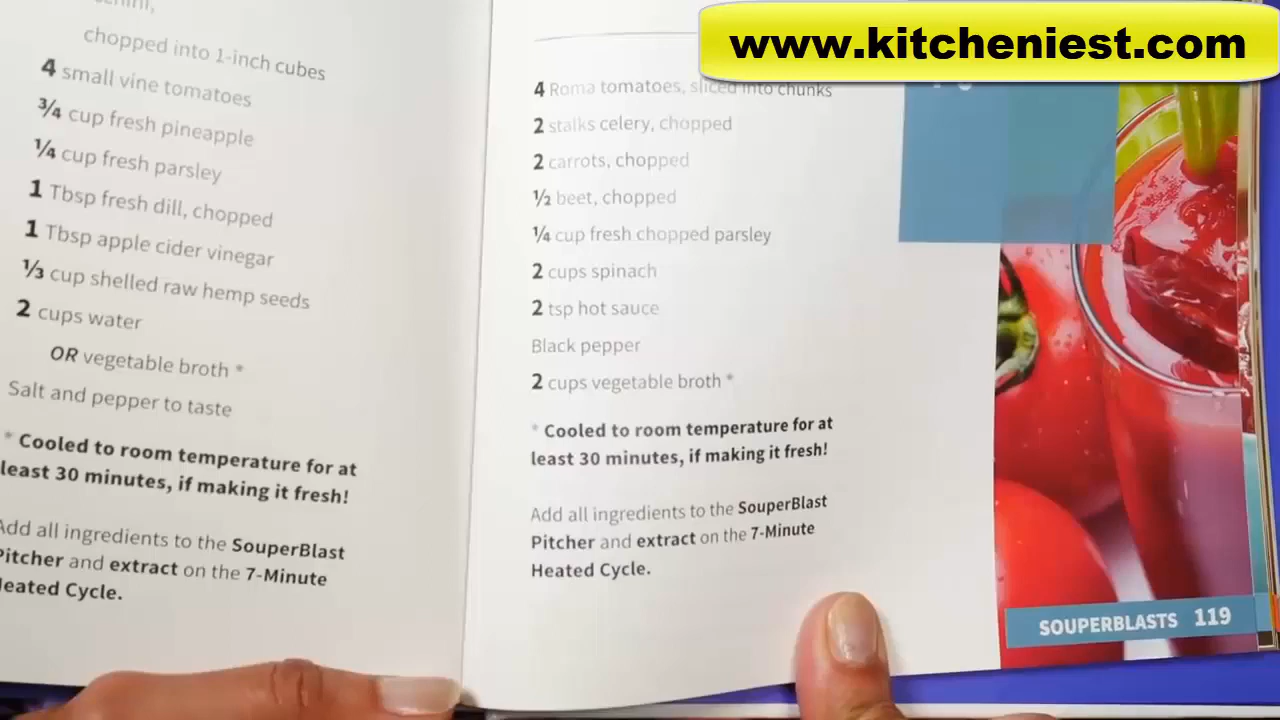 chopped into 1-inch cubes
4 small vine tomatoes
¾ cup fresh pineapple
¼ cup fresh parsley
1 Tbsp fresh dill, chopped
1 Tbsp apple cider vinegar
⅓ cup shelled raw hemp seeds
2 cups water
OR vegetable broth *
Salt and pepper to taste
* Cooled to room temperature for at
least 30 minutes, if making it fresh!
Add all ingredients to the SouperBlast
Pitcher and extract on the 7-Minute
Heated Cycle.
www.kitcheniest.com
4 Roma tomatoes, sliced into chunks
2 stalks celery, chopped
2 carrots, chopped
½ beet, chopped
¼ cup fresh chopped parsley
2 cups spinach
2 tsp hot sauce
Black pepper
2 cups vegetable broth *
* Cooled to room temperature for at
least 30 minutes, if making it fresh!
Add all ingredients to the SouperBlast
Pitcher and extract on the 7-Minute
Heated Cycle.
SOUPERBLASTS 119